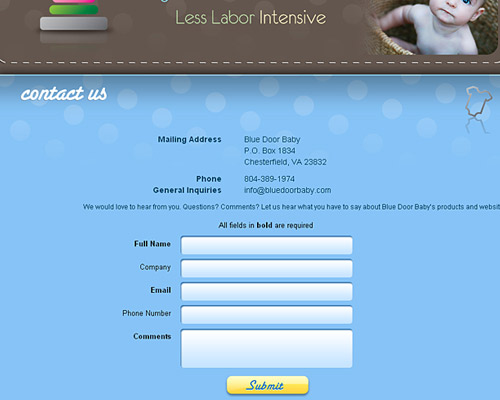 Less Labor Intensive
contact us
Mailing Address Blue Door Baby
P.O. Box 1834
Chesterfield, VA 23832
Phone 804-389-1974
General Inquiries info@bluedoorbaby.com
We would love to hear from you. Questions? Comments? Let us hear what you have to say about Blue Door Baby's products and websit
All fields in bold are required
Full Name
Company
Email
Phone Number
Comments
Submit